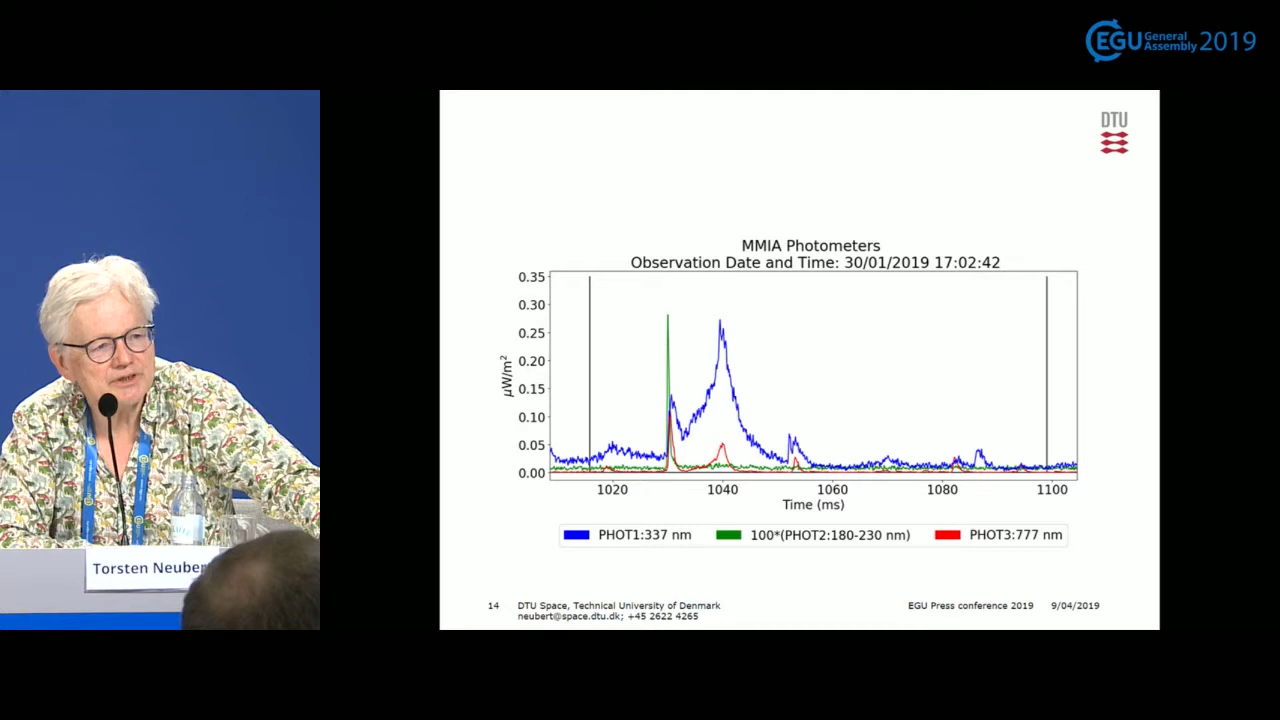 EGU General Assembly 2019
DTU
MMIA Photometers
Observation Date and Time: 30/01/2019 17:02:42
0.35
0.30
0.25
0.20
0.15
0.10
0.05
0.00
μW/m²
1020 1040 1060 1080 1100
Time (ms)
PHOT1:337 nm 100*(PHOT2:180-230 nm) PHOT3:777 nm
Torsten Neuber
14 DTU Space, Technical University of Denmark EGU Press conference 2019 9/04/2019
neubert@space.dtu.dk; +45 2622 4265